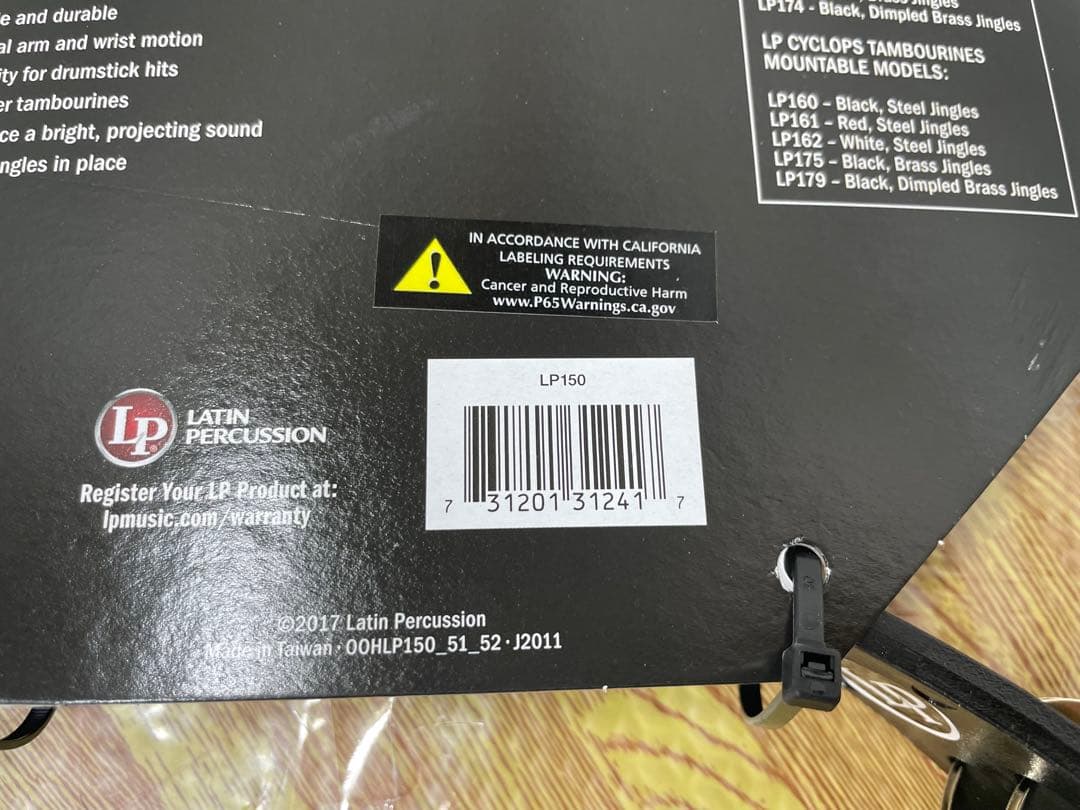 e and durable
al arm and wrist motion
ity for drumstick hits
er tambourines
ce a bright, projecting sound
ngles in place
LP174 - Black, Dimpled Brass Jingles
LP CYCLOPS TAMBOURINES
MOUNTABLE MODELS:
LP160 – Black, Steel Jingles
LP161 – Red, Steel Jingles
LP162 – White, Steel Jingles
LP175 – Black, Brass Jingles
LP179 – Black, Dimpled Brass Jingles
IN ACCORDANCE WITH CALIFORNIA
LABELING REQUIREMENTS
WARNING:
Cancer and Reproductive Harm
www.P65Warnings.ca.gov
LP150
7 31201 31241 7
LP®
LATIN
PERCUSSION
Register Your LP Product at:
lpmusic.com/warranty
©2017 Latin Percussion
Made in Taiwan · OOHLP150_51_52 · J2011